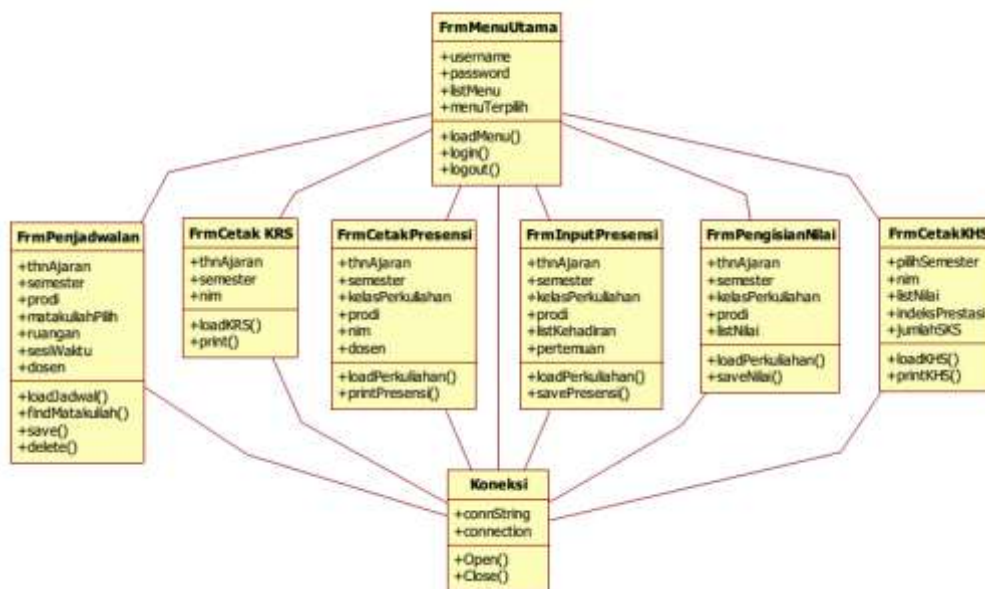 FrmMenuUtama
+username
+password
+listMenu
+menuTerpilih
+loadMenu()
+login()
+logout()
FrmPenjadwalan
+thnAjaran
+semester
+prodi
+matakuliahPilih
+ruangan
+sesiWaktu
+dosen
+loadJadwal()
+findMatakuliah()
+save()
+delete()
FrmCetak KRS
+thnAjaran
+semester
+nim
+loadKRS()
+print()
FrmCetakPresensi
+thnAjaran
+semester
+kelasPerkuliahan
+prodi
+nim
+dosen
+loadPerkuliahan()
+printPresensi()
FrmInputPresensi
+thnAjaran
+semester
+kelasPerkuliahan
+prodi
+listKehadiran
+pertemuan
+loadPerkuliahan()
+savePresensi()
FrmPengisianNilai
+thnAjaran
+semester
+kelasPerkuliahan
+prodi
+listNilai
+loadPerkuliahan()
+saveNilai()
FrmCetakKHS
+pilihSemester
+nim
+listNilai
+indeksPrestasi
+jumlahSKS
+loadKHS()
+printKHS()
Koneksi
+connString
+connection
+Open()
+Close()